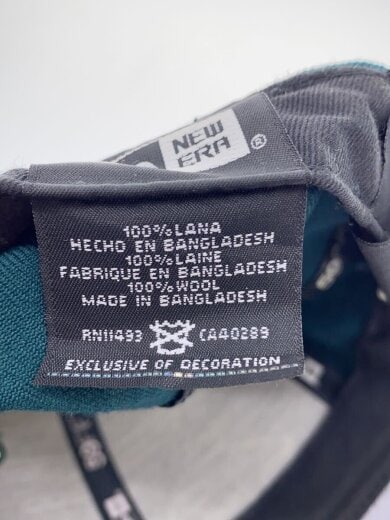 NEW
ERA
®
100% LANA
HECHO EN BANGLADESH
100% LAINE
FABRIQUE EN BANGLADESH
100% WOOL
MADE IN BANGLADESH
RN11493 CA40289
EXCLUSIVE OF DECORATION